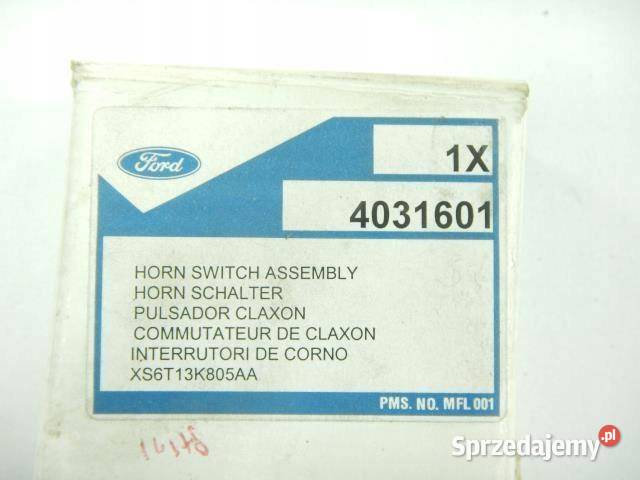 Ford
1X
4031601
HORN SWITCH ASSEMBLY
HORN SCHALTER
PULSADOR CLAXON
COMMUTATEUR DE CLAXON
INTERRUTORI DE CORNO
XS6T13K805AA
PMS. NO. MFL 001
Sprzedajemy.pl